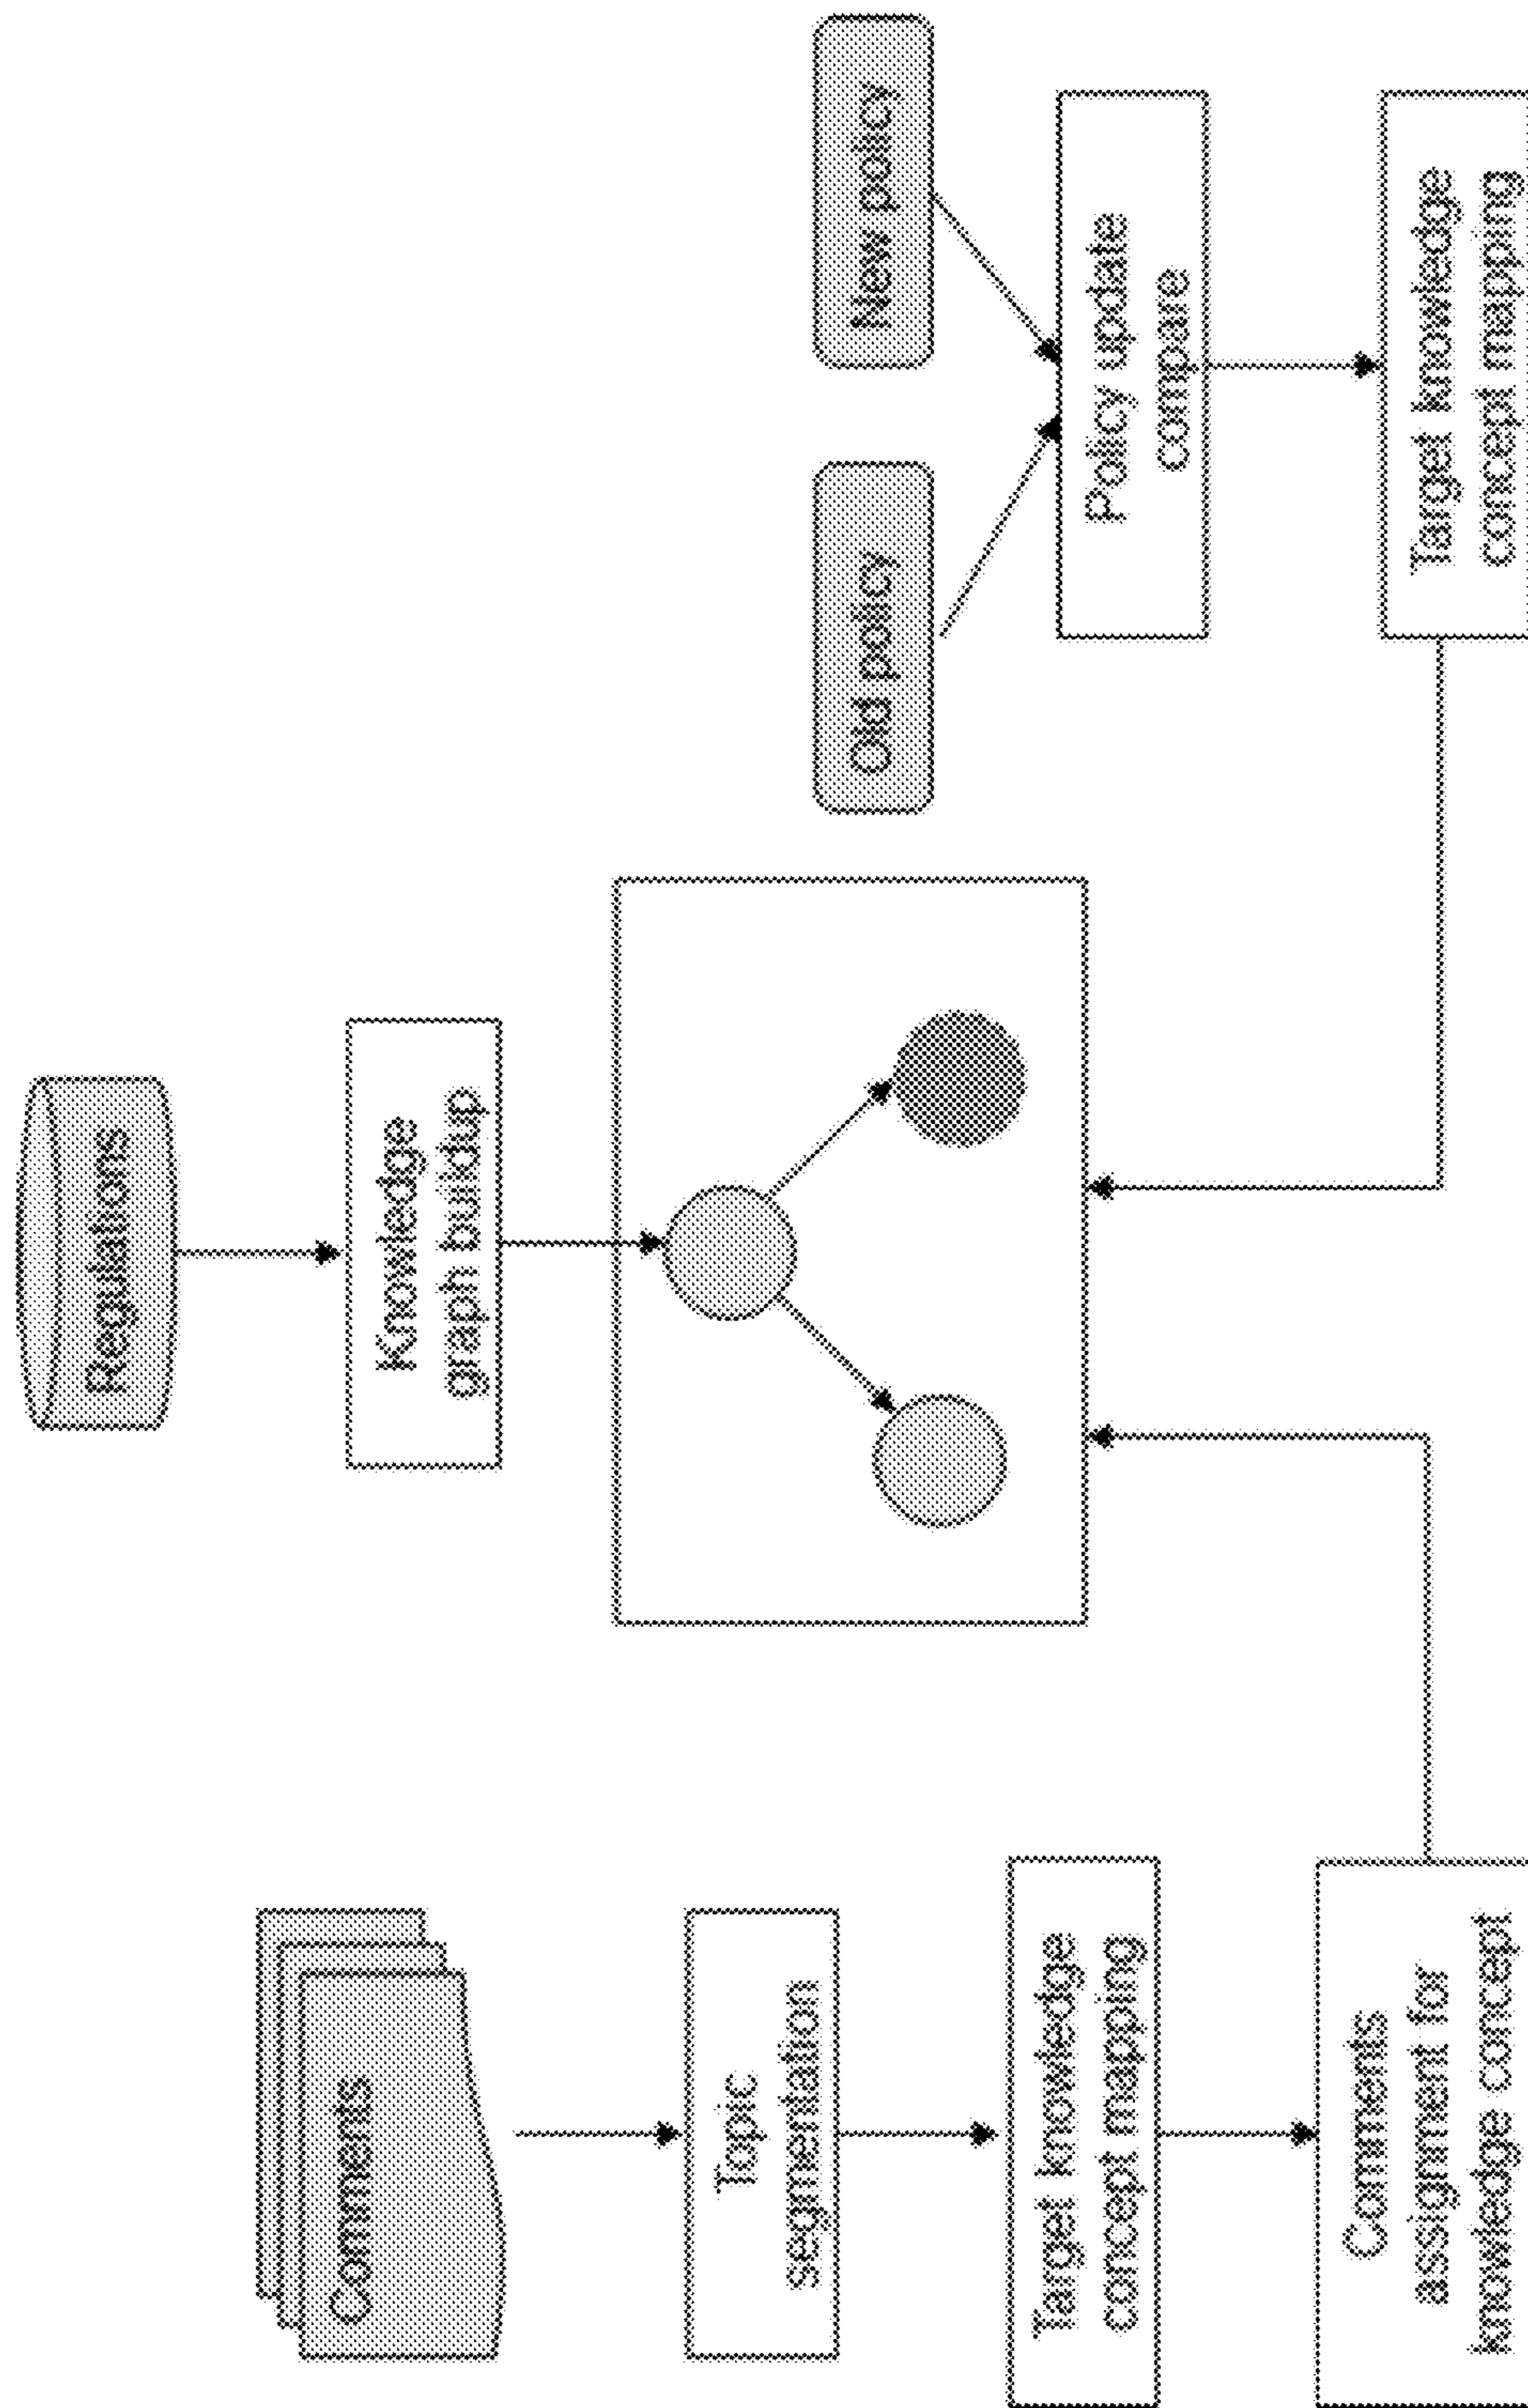 Comments
Topic
segmentation
Target knowledge
concept mapping
Comments
assignment for
knowledge concept
Regulations
Knowledge
graph buildup
Old policy
New policy
Policy update
compare
Target knowledge
concept mapping